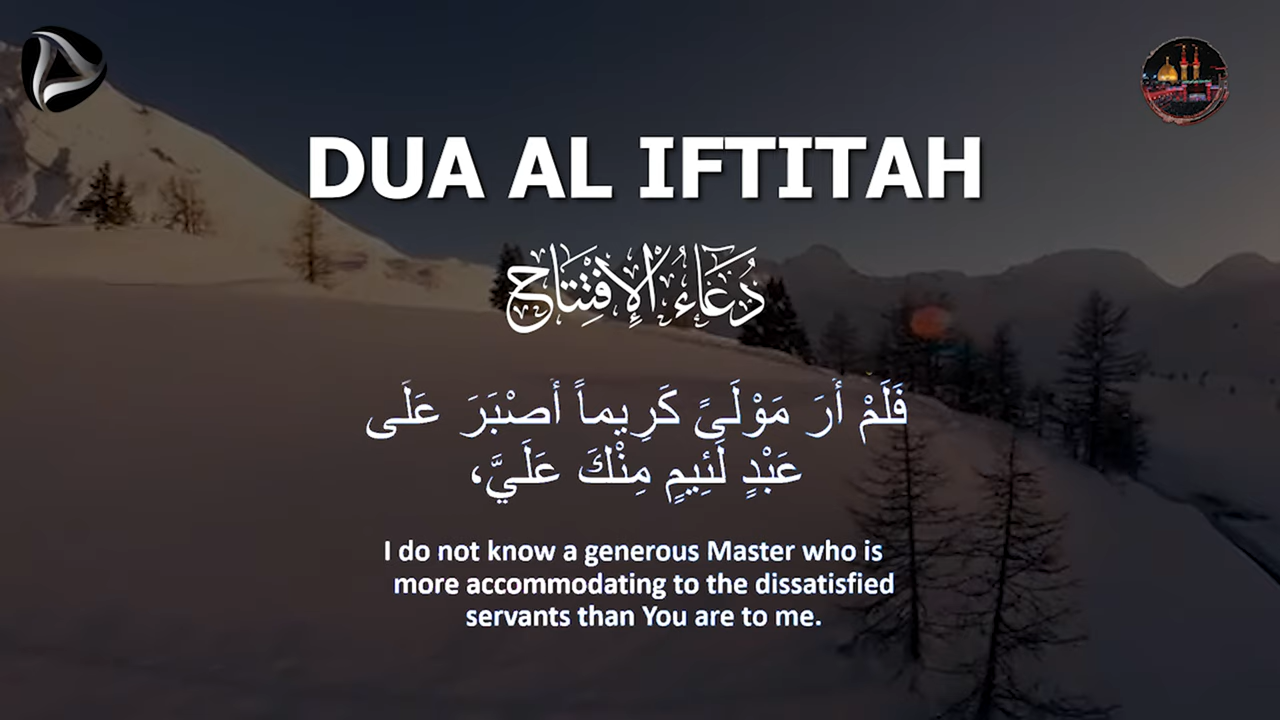 DUA AL IFTITAH
دُعَاءُ الْإِفْتِتَاح
فَلَمْ أَرَ مَوْلَىً كَرِيماً أَصْبَرَ عَلَى
عَبْدٍ لَئِيمٍ مِنْكَ عَلَيَّ،
I do not know a generous Master who is
more accommodating to the dissatisfied
servants than You are to me.